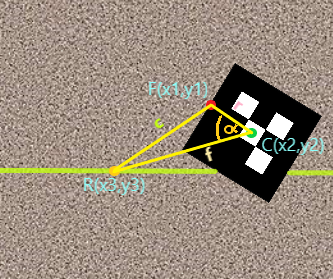 F(x1,y1)
c
α
C(x2,y2)
f
R(x3,y3)